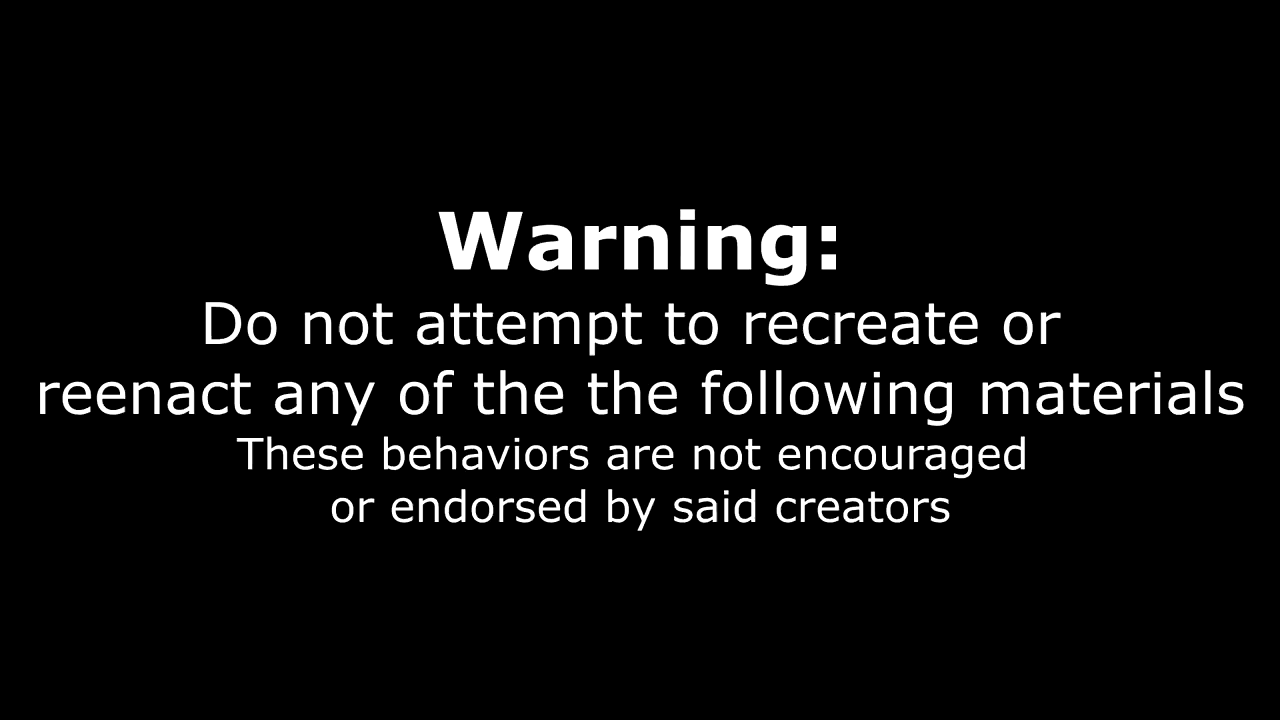 Warning:
Do not attempt to recreate or
reenact any of the the following materials
These behaviors are not encouraged
or endorsed by said creators